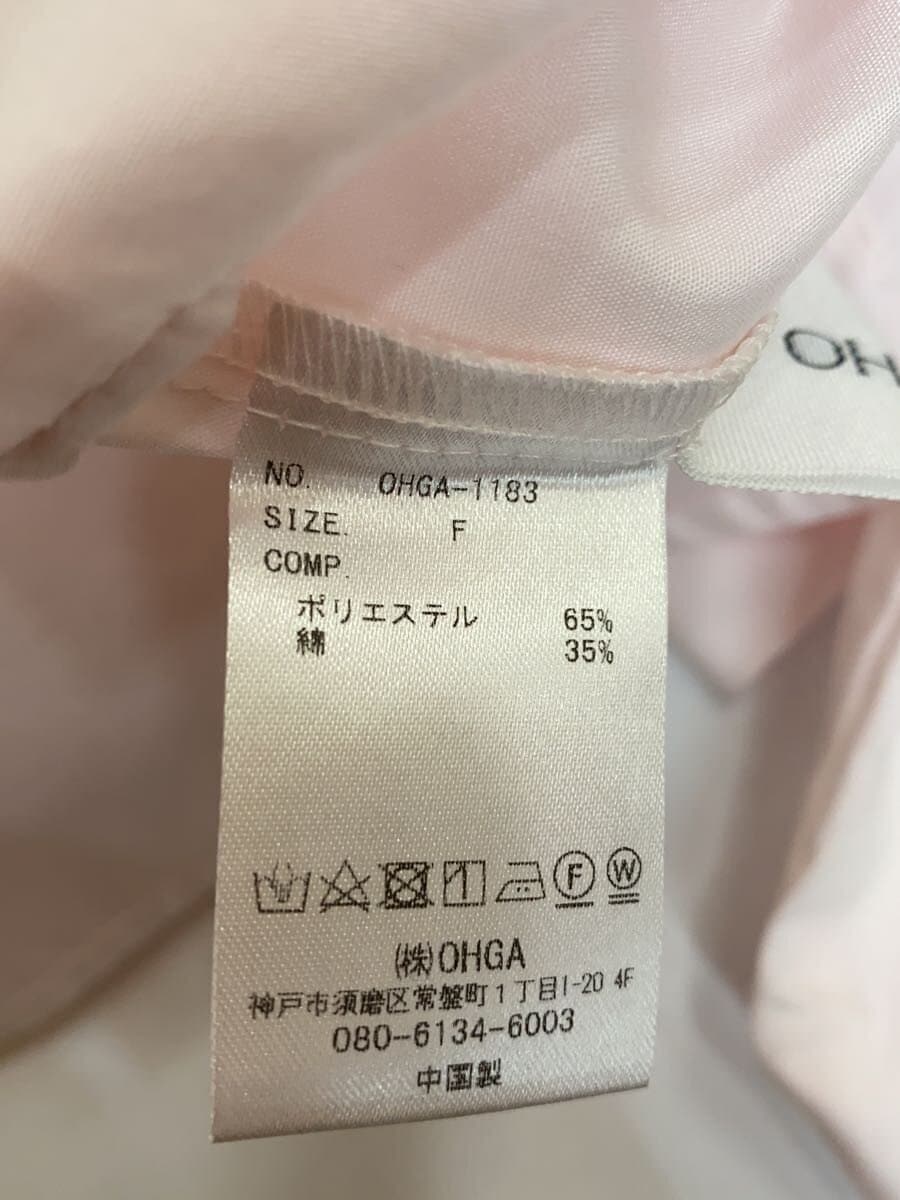 OH
NO. OHGA-1183
SIZE. F
COMP.
ポリエステル 65%
綿 35%
F W
(株)OHGA
神戸市須磨区常盤町1丁目1-20 4F
080-6134-6003
中国製